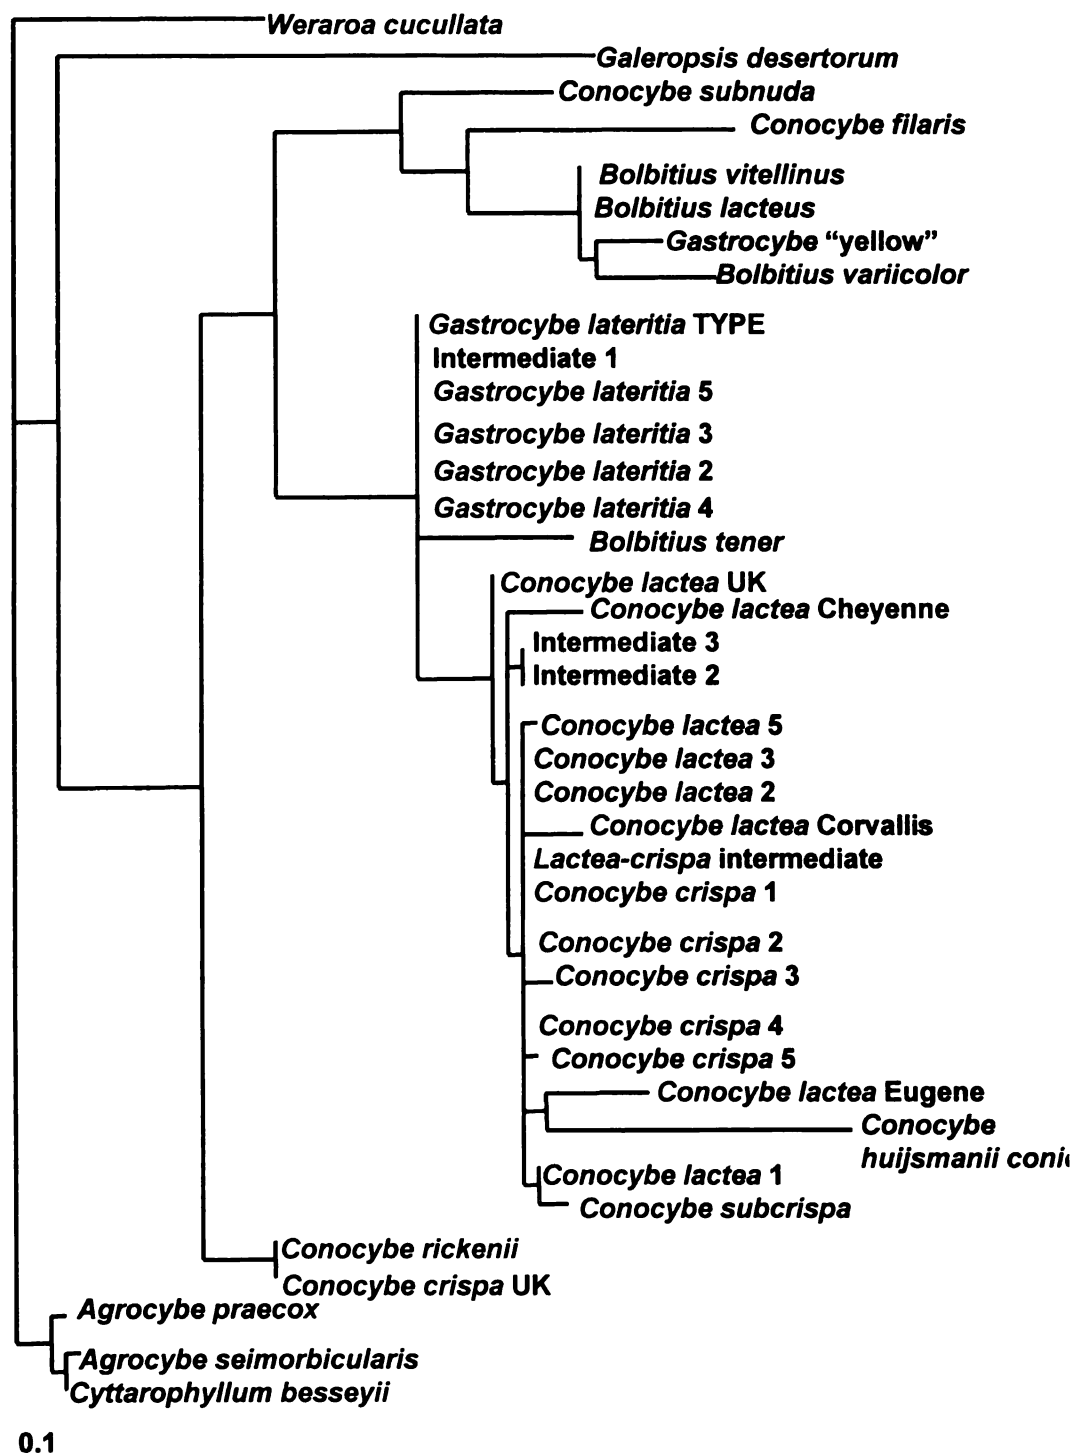 Weraroa cucullata
Galeropsis desertorum
Conocybe subnuda
Conocybe filaris
Bolbitius vitellinus
Bolbitius lacteus
Gastrocybe “yellow”
Bolbitius variicolor
Gastrocybe lateritia TYPE
Intermediate 1
Gastrocybe lateritia 5
Gastrocybe lateritia 3
Gastrocybe lateritia 2
Gastrocybe lateritia 4
Bolbitius tener
Conocybe lactea UK
Conocybe lactea Cheyenne
Intermediate 3
Intermediate 2
Conocybe lactea 5
Conocybe lactea 3
Conocybe lactea 2
Conocybe lactea Corvallis
Lactea-crispa intermediate
Conocybe crispa 1
Conocybe crispa 2
Conocybe crispa 3
Conocybe crispa 4
Conocybe crispa 5
Conocybe lactea Eugene
Conocybe
huijsmanii
Conocybe lactea 1
Conocybe subcrispa
Conocybe rickenii
Conocybe crispa UK
Agrocybe praecox
Agrocybe seimorbicularis
Cyttarophyllum besseyii
0.1